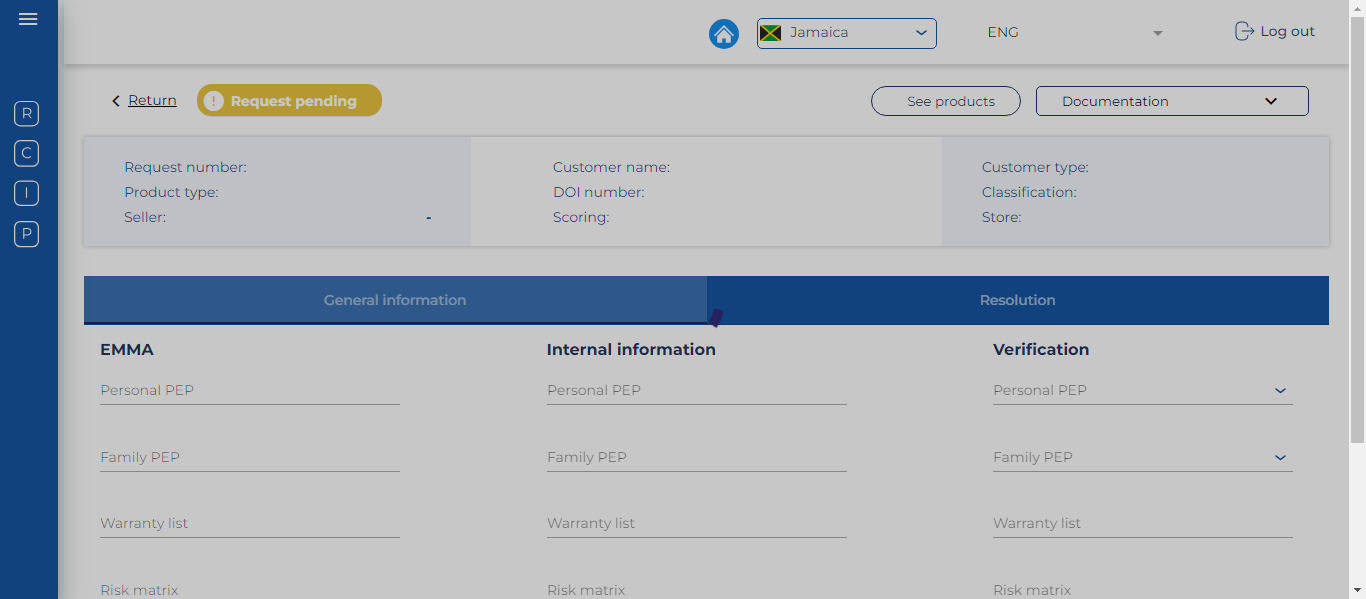 Jamaica
ENG
Log out
R
C
I
P
Return
! Request pending
See products
Documentation
Request number:
Product type:
Seller: -
Customer name:
DOI number:
Scoring:
Customer type:
Classification:
Store:
General information
Resolution
EMMA
Personal PEP
Family PEP
Warranty list
Risk matrix
Internal information
Personal PEP
Family PEP
Warranty list
Risk matrix
Verification
Personal PEP
Family PEP
Warranty list
Risk matrix